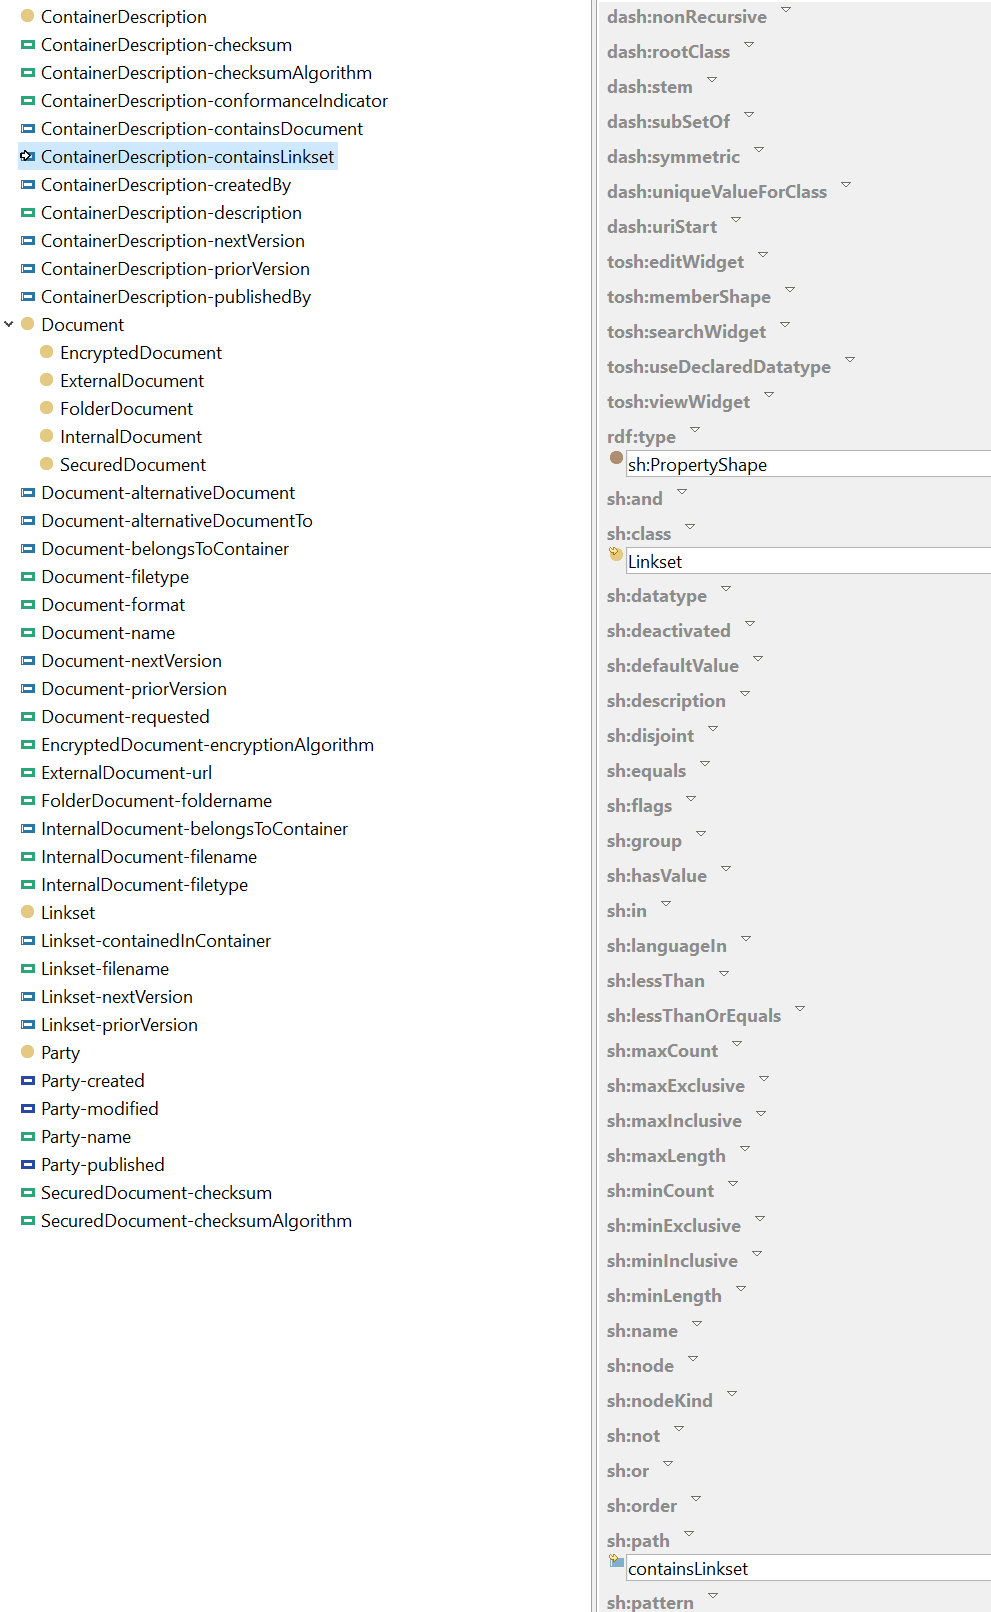 ContainerDescription
ContainerDescription-checksum
ContainerDescription-checksumAlgorithm
ContainerDescription-conformanceIndicator
ContainerDescription-containsDocument
ContainerDescription-containsLinkset
ContainerDescription-createdBy
ContainerDescription-description
ContainerDescription-nextVersion
ContainerDescription-priorVersion
ContainerDescription-publishedBy
Document
EncryptedDocument
ExternalDocument
FolderDocument
InternalDocument
SecuredDocument
Document-alternativeDocument
Document-alternativeDocumentTo
Document-belongsToContainer
Document-filetype
Document-format
Document-name
Document-nextVersion
Document-priorVersion
Document-requested
EncryptedDocument-encryptionAlgorithm
ExternalDocument-url
FolderDocument-foldername
InternalDocument-belongsToContainer
InternalDocument-filename
InternalDocument-filetype
Linkset
Linkset-containedInContainer
Linkset-filename
Linkset-nextVersion
Linkset-priorVersion
Party
Party-created
Party-modified
Party-name
Party-published
SecuredDocument-checksum
SecuredDocument-checksumAlgorithm
dash:nonRecursive
dash:rootClass
dash:stem
dash:subSetOf
dash:symmetric
dash:uniqueValueForClass
dash:uriStart
tosh:editWidget
tosh:memberShape
tosh:searchWidget
tosh:useDeclaredDatatype
tosh:viewWidget
rdf:type
sh:PropertyShape
sh:and
sh:class
Linkset
sh:datatype
sh:deactivated
sh:defaultValue
sh:description
sh:disjoint
sh:equals
sh:flags
sh:group
sh:hasValue
sh:in
sh:languageIn
sh:lessThan
sh:lessThanOrEquals
sh:maxCount
sh:maxExclusive
sh:maxInclusive
sh:maxLength
sh:minCount
sh:minExclusive
sh:minInclusive
sh:minLength
sh:name
sh:node
sh:nodeKind
sh:not
sh:or
sh:order
sh:path
containsLinkset
sh:pattern